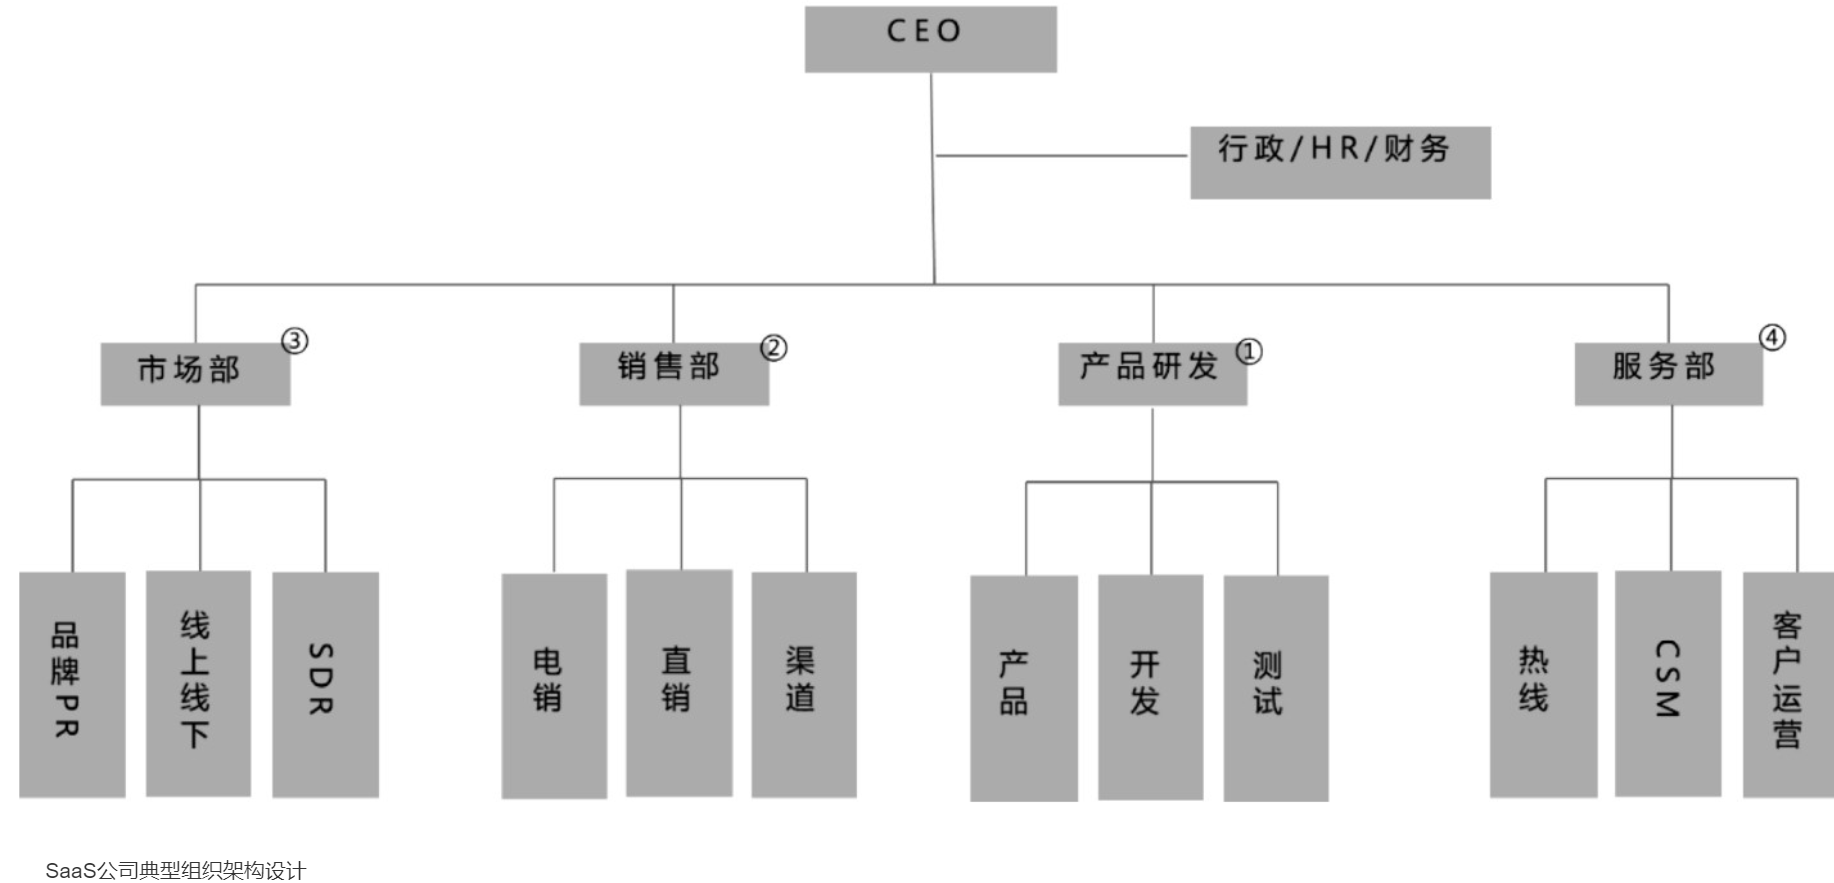 CEO
行政/HR/财务
市场部
③
销售部
②
产品研发
①
服务部
④
品牌PR
线上线下
SDR
电销
直销
渠道
产品
开发
测试
热线
CSM
客户运营
SaaS公司典型组织架构设计